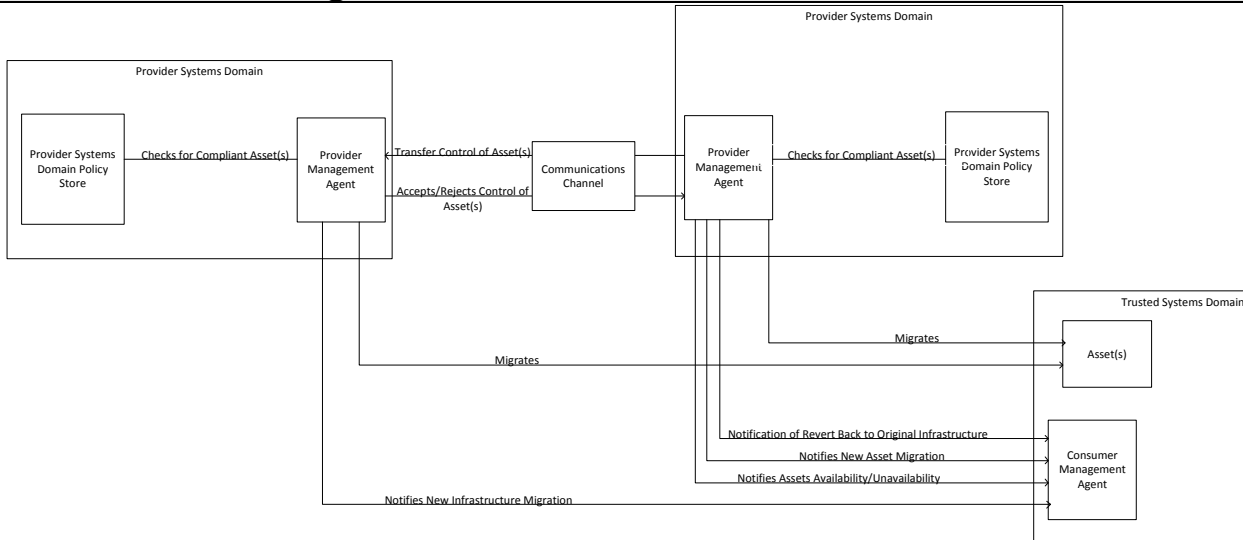 Provider Systems Domain
Provider Systems Domain
Provider Systems
Domain Policy
Store
Checks for Compliant Asset(s)
Provider
Management
Agent
Transfer Control of Asset(s)
Accepts/Rejects Control of
Asset(s)
Communications
Channel
Provider
Management
Agent
Checks for Compliant Asset(s)
Provider Systems
Domain Policy
Store
Trusted Systems Domain
Migrates
Asset(s)
Migrates
Notification of Revert Back to Original Infrastructure
Notifies New Asset Migration
Notifies Assets Availability/Unavailability
Notifies New Infrastructure Migration
Consumer
Management
Agent